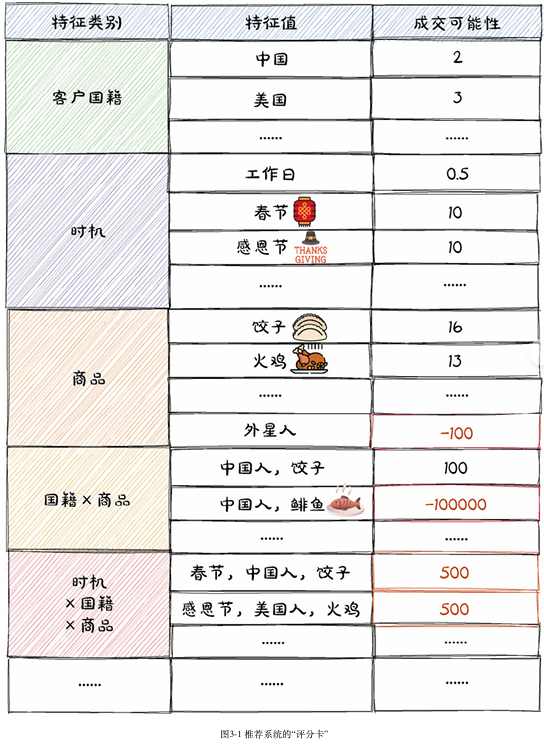 特征类别 特征值 成交可能性
客户国籍 中国 2
美国 3
...... ......
时机 工作日 0.5
春节 10
感恩节 THANKS GIVING 10
...... ......
商品 饺子 16
火鸡 13
...... ......
外星人 -100
国籍×商品 中国人，饺子 100
中国人，鲱鱼 -100000
...... ......
时机 春节，中国人，饺子 500
×国籍 感恩节，美国人，火鸡 500
×商品 ...... ......
...... ...... ......
图3-1 推荐系统的“评分卡”